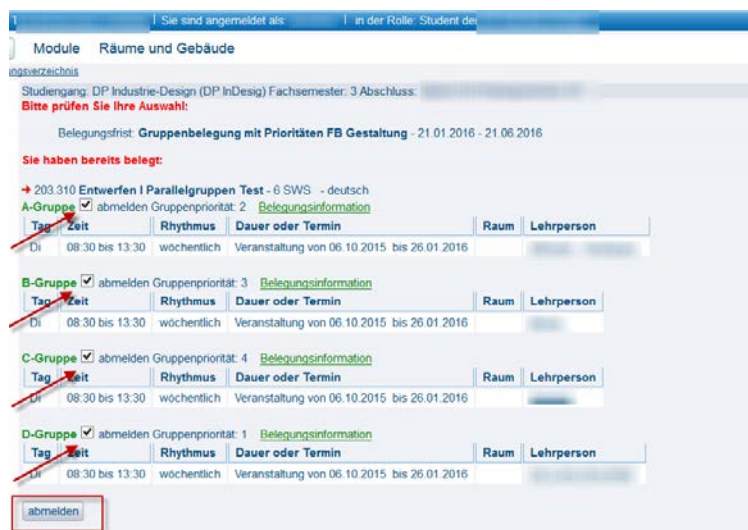 Sie sind angemeldet als: in der Rolle: Student der
Module Räume und Gebäude
ngsverzeichnis
Studiengang: DP Industrie-Design (DP InDesig) Fachsemester: 3 Abschluss:
Bitte prüfen Sie Ihre Auswahl:
Belegungsfrist: Gruppenbelegung mit Prioritäten FB Gestaltung - 21.01.2016 - 21.06.2016
Sie haben bereits belegt:
203.310 Entwerfen I Parallelgruppen Test - 6 SWS - deutsch
A-Gruppe abmelden Gruppenpriorität: 2 Belegungsinformation
Tag Zeit Rhythmus Dauer oder Termin Raum Lehrperson
Di 08:30 bis 13:30 wöchentlich Veranstaltung von 06.10.2015 bis 26.01.2016
B-Gruppe abmelden Gruppenpriorität: 3 Belegungsinformation
Tag Zeit Rhythmus Dauer oder Termin Raum Lehrperson
Di 08:30 bis 13:30 wöchentlich Veranstaltung von 06.10.2015 bis 26.01.2016
C-Gruppe abmelden Gruppenpriorität: 4 Belegungsinformation
Tag Zeit Rhythmus Dauer oder Termin Raum Lehrperson
Di 08:30 bis 13:30 wöchentlich Veranstaltung von 06.10.2015 bis 26.01.2016
D-Gruppe abmelden Gruppenpriorität: 1 Belegungsinformation
Tag Zeit Rhythmus Dauer oder Termin Raum Lehrperson
Di 08:30 bis 13:30 wöchentlich Veranstaltung von 06.10.2015 bis 26.01.2016
abmelden